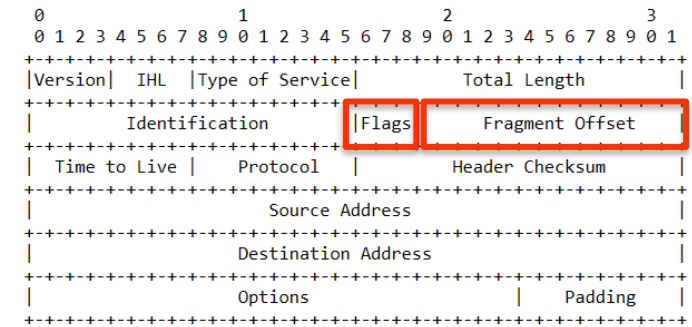 0 1 2 3
0 1 2 3 4 5 6 7 8 9 0 1 2 3 4 5 6 7 8 9 0 1 2 3 4 5 6 7 8 9 0 1
+-+-+-+-+-+-+-+-+-+-+-+-+-+-+-+-+-+-+-+-+-+-+-+-+-+-+-+-+-+-+-+-+
|Version| IHL |Type of Service| Total Length |
+-+-+-+-+-+-+-+-+-+-+-+-+-+-+-+-+-+-+-+-+-+-+-+-+-+-+-+-+-+-+-+-+
| Identification |Flags| Fragment Offset |
+-+-+-+-+-+-+-+-+-+-+-+-+-+-+-+-+-+-+-+-+-+-+-+-+-+-+-+-+-+-+-+-+
| Time to Live | Protocol | Header Checksum |
+-+-+-+-+-+-+-+-+-+-+-+-+-+-+-+-+-+-+-+-+-+-+-+-+-+-+-+-+-+-+-+-+
| Source Address |
+-+-+-+-+-+-+-+-+-+-+-+-+-+-+-+-+-+-+-+-+-+-+-+-+-+-+-+-+-+-+-+-+
| Destination Address |
+-+-+-+-+-+-+-+-+-+-+-+-+-+-+-+-+-+-+-+-+-+-+-+-+-+-+-+-+-+-+-+-+
| Options | Padding |
+-+-+-+-+-+-+-+-+-+-+-+-+-+-+-+-+-+-+-+-+-+-+-+-+-+-+-+-+-+-+-+-+